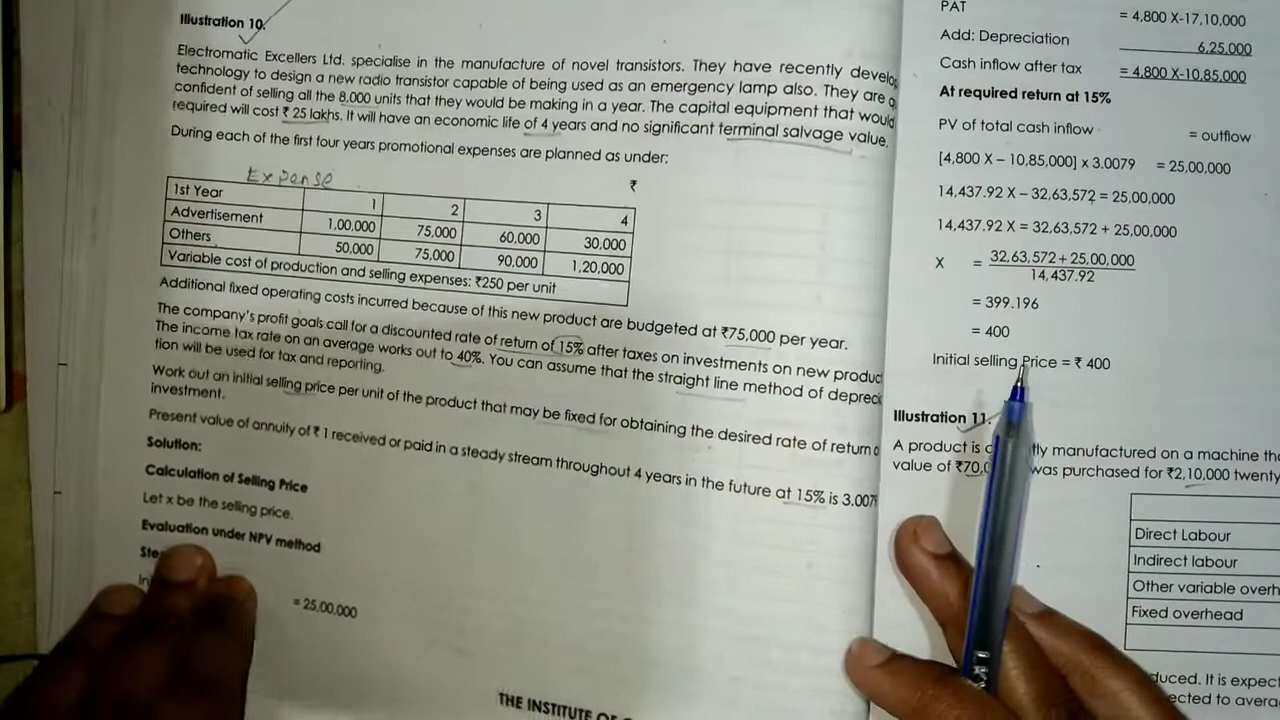 Illustration 10.
Electromatic Excellers Ltd. specialise in the manufacture of novel transistors. They have recently develop
technology to design a new radio transistor capable of being used as an emergency lamp also. They are
confident of selling all the 8,000 units that they would be making in a year. The capital equipment that would
required will cost ₹ 25 lakhs. It will have an economic life of 4 years and no significant terminal salvage value.
During each of the first four years promotional expenses are planned as under:
Expense
₹
1st Year 1 2 3 4
Advertisement 1,00,000 75,000 60,000 30,000
Others 50,000 75,000 90,000 1,20,000
Variable cost of production and selling expenses: ₹250 per unit
Additional fixed operating costs incurred because of this new product are budgeted at ₹75,000 per year.
The company's profit goals call for a discounted rate of return of 15% after taxes on investments on new produc
The income tax rate on an average works out to 40%. You can assume that the straight line method of deprec
tion will be used for tax and reporting.
Work out an initial selling price per unit of the product that may be fixed for obtaining the desired rate of return o
investment.
Present value of annuity of ₹ 1 received or paid in a steady stream throughout 4 years in the future at 15% is 3.007
Solution:
Calculation of Selling Price
Let x be the selling price.
Evaluation under NPV method
Ste
In
= 25,00,000
THE INSTITUTE OF
PAT = 4,800 X-17,10,000
Add: Depreciation 6,25,000
Cash inflow after tax = 4,800 X-10,85,000
At required return at 15%
PV of total cash inflow = outflow
[4,800 X – 10,85,000] x 3.0079 = 25,00,000
14,437.92 X – 32,63,572 = 25,00,000
14,437.92 X = 32,63,572 + 25,00,000
X = 32,63,572 + 25,00,000
14,437.92
= 399.196
= 400
Initial selling Price = ₹ 400
Illustration 11.
A product is tly manufactured on a machine tha
value of ₹70,0 was purchased for ₹2,10,000 twenty
Direct Labour
Indirect labour
Other variable overh
Fixed overhead
duced. It is expect
ected to avera